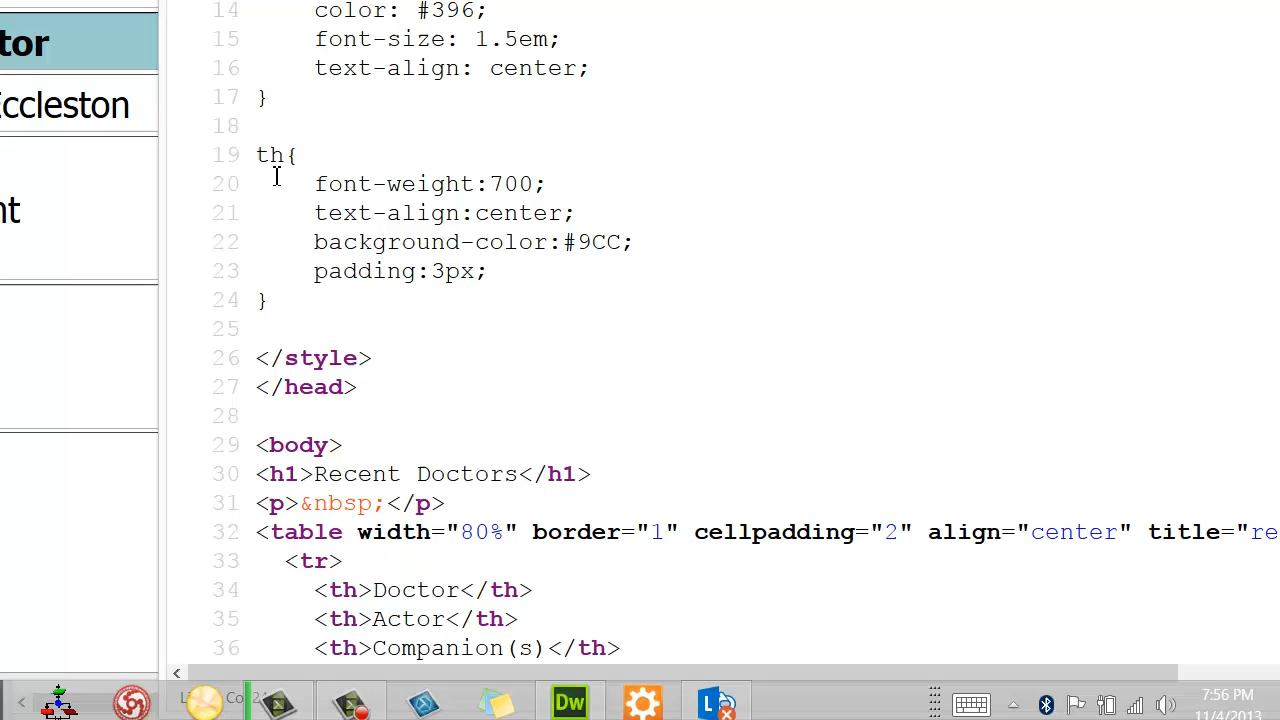 tor
Eccleston
nt
14 color: #396;
15 font-size: 1.5em;
16 text-align: center;
17 }
18
19 th{
20 font-weight:700;
21 text-align:center;
22 background-color:#9CC;
23 padding:3px;
24 }
25
26 </style>
27 </head>
28
29 <body>
30 <h1>Recent Doctors</h1>
31 <p>&nbsp;</p>
32 <table width="80%" border="1" cellpadding="2" align="center" title="re
33 <tr>
34 <th>Doctor</th>
35 <th>Actor</th>
36 <th>Companion(s)</th>
Dw
7:56 PM
11/4/2013